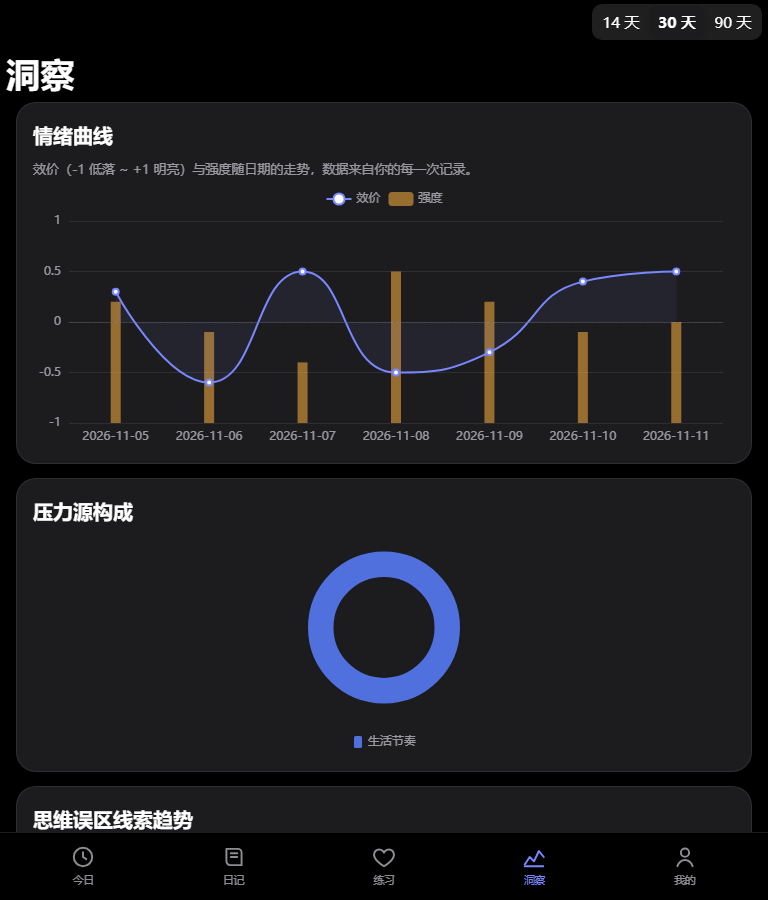 14 天 30 天 90 天
洞察
情绪曲线
效价（-1 低落 ~ +1 明亮）与强度随日期的走势，数据来自你的每一次记录。
效价 强度
1
0.5
0
-0.5
-1
2026-11-05 2026-11-06 2026-11-07 2026-11-08 2026-11-09 2026-11-10 2026-11-11
压力源构成
生活节奏
思维误区线索趋势
今日 日记 练习 洞察 我的